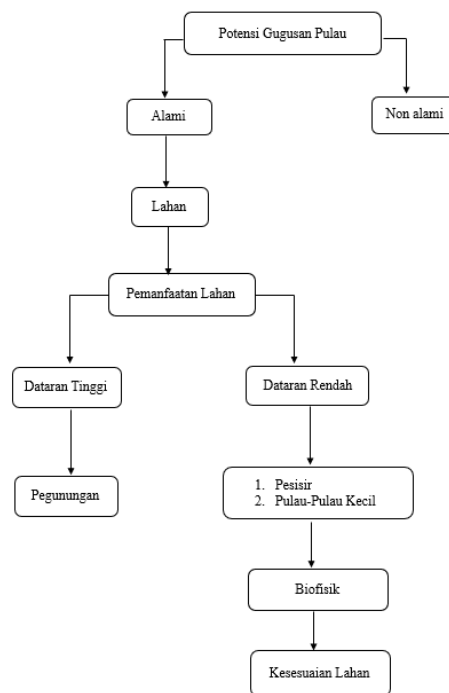 Potensi Gugusan Pulau
Alami
Non alami
Lahan
Pemanfaatan Lahan
Dataran Tinggi
Dataran Rendah
Pegunungan
1. Pesisir
2. Pulau-Pulau Kecil
Biofisik
Kesesuaian Lahan